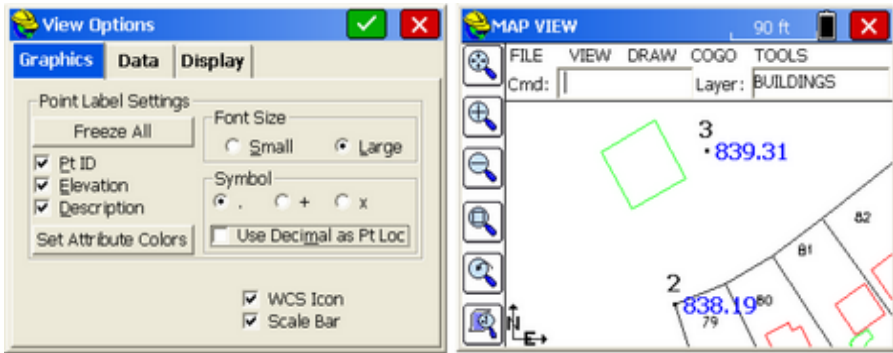 View Options
Graphics Data Display
Point Label Settings
Freeze All
Pt ID
Elevation
Description
Set Attribute Colors
Font Size
Small Large
Symbol
. + x
Use Decimal as Pt Loc
WCS Icon
Scale Bar
MAP VIEW 90 ft
FILE VIEW DRAW COGO TOOLS
Cmd: Layer: BUILDINGS
3
839.31
82
81
2
838.19
80
79
N
E